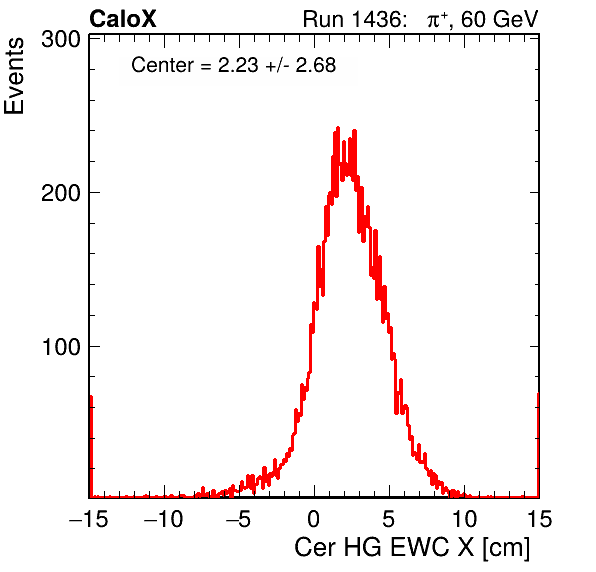 CaloX Run 1436: π⁺, 60 GeV
Events
300
Center = 2.23 +/- 2.68
200
100
−15 −10 −5 0 5 10 15
Cer HG EWC X [cm]